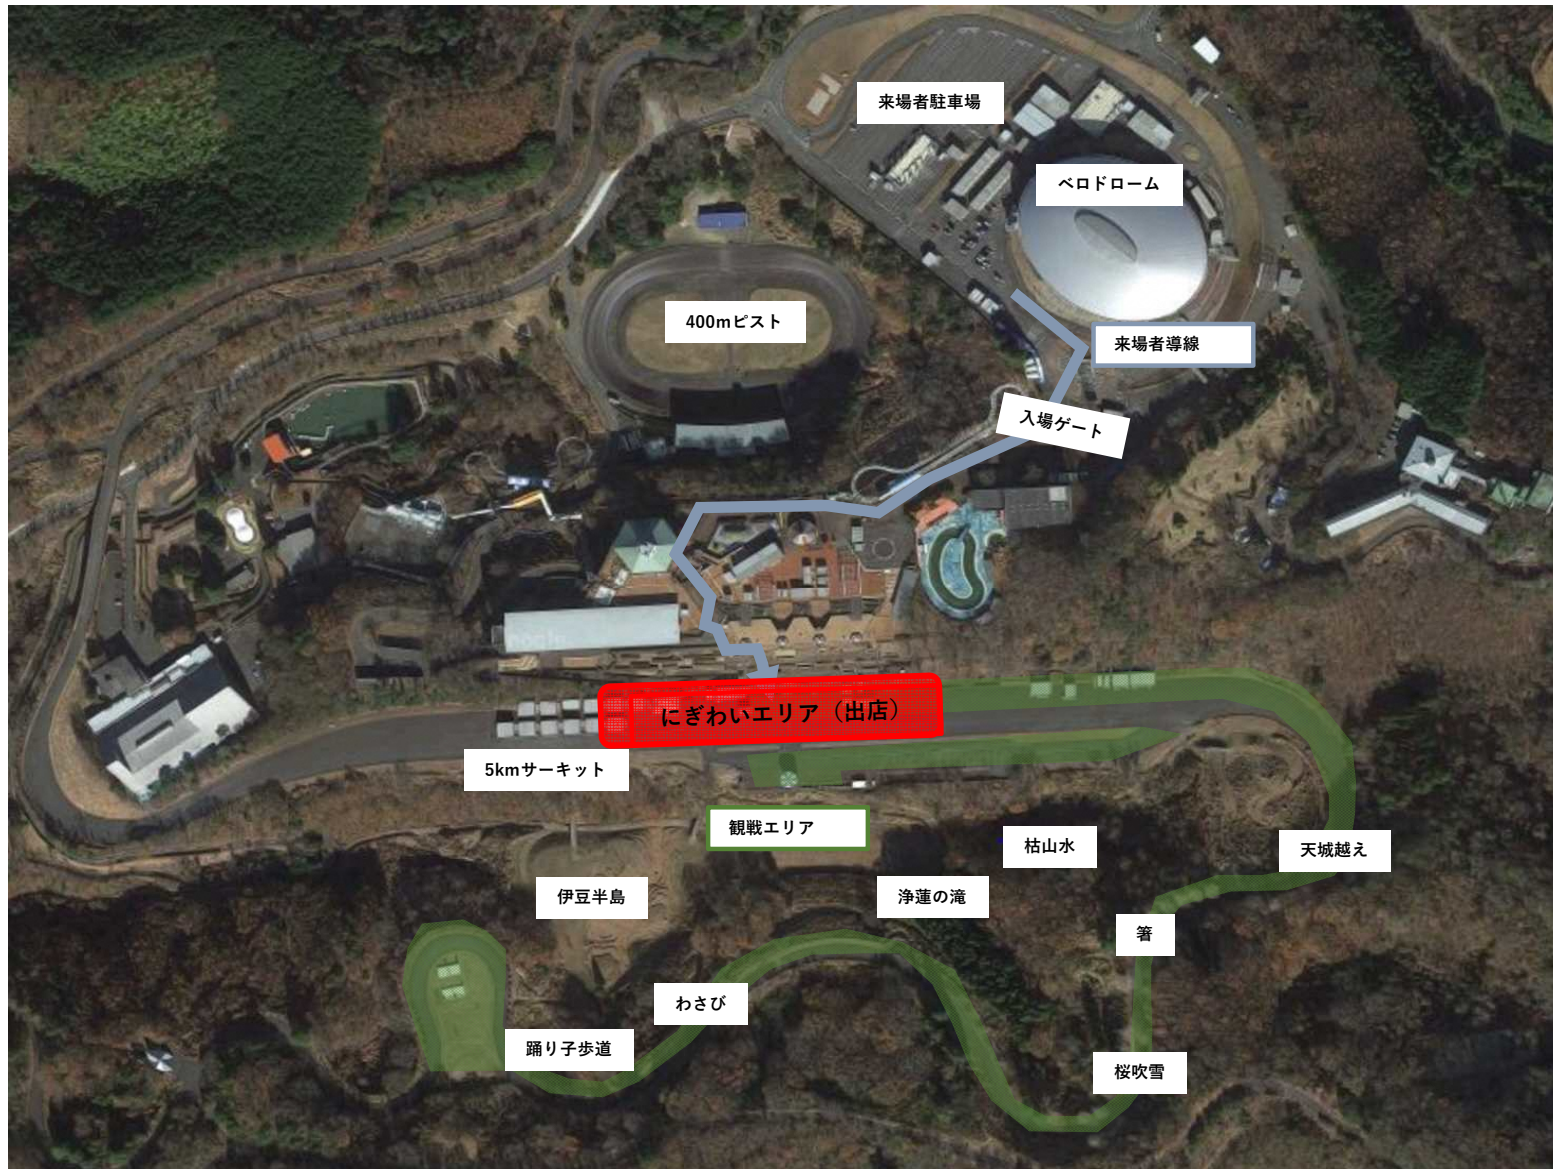 来場者駐車場
ベロドローム
400mピスト
来場者導線
入場ゲート
にぎわいエリア（出店）
5kmサーキット
観戦エリア
枯山水
天城越え
伊豆半島
浄蓮の滝
箸
わさび
踊り子歩道
桜吹雪